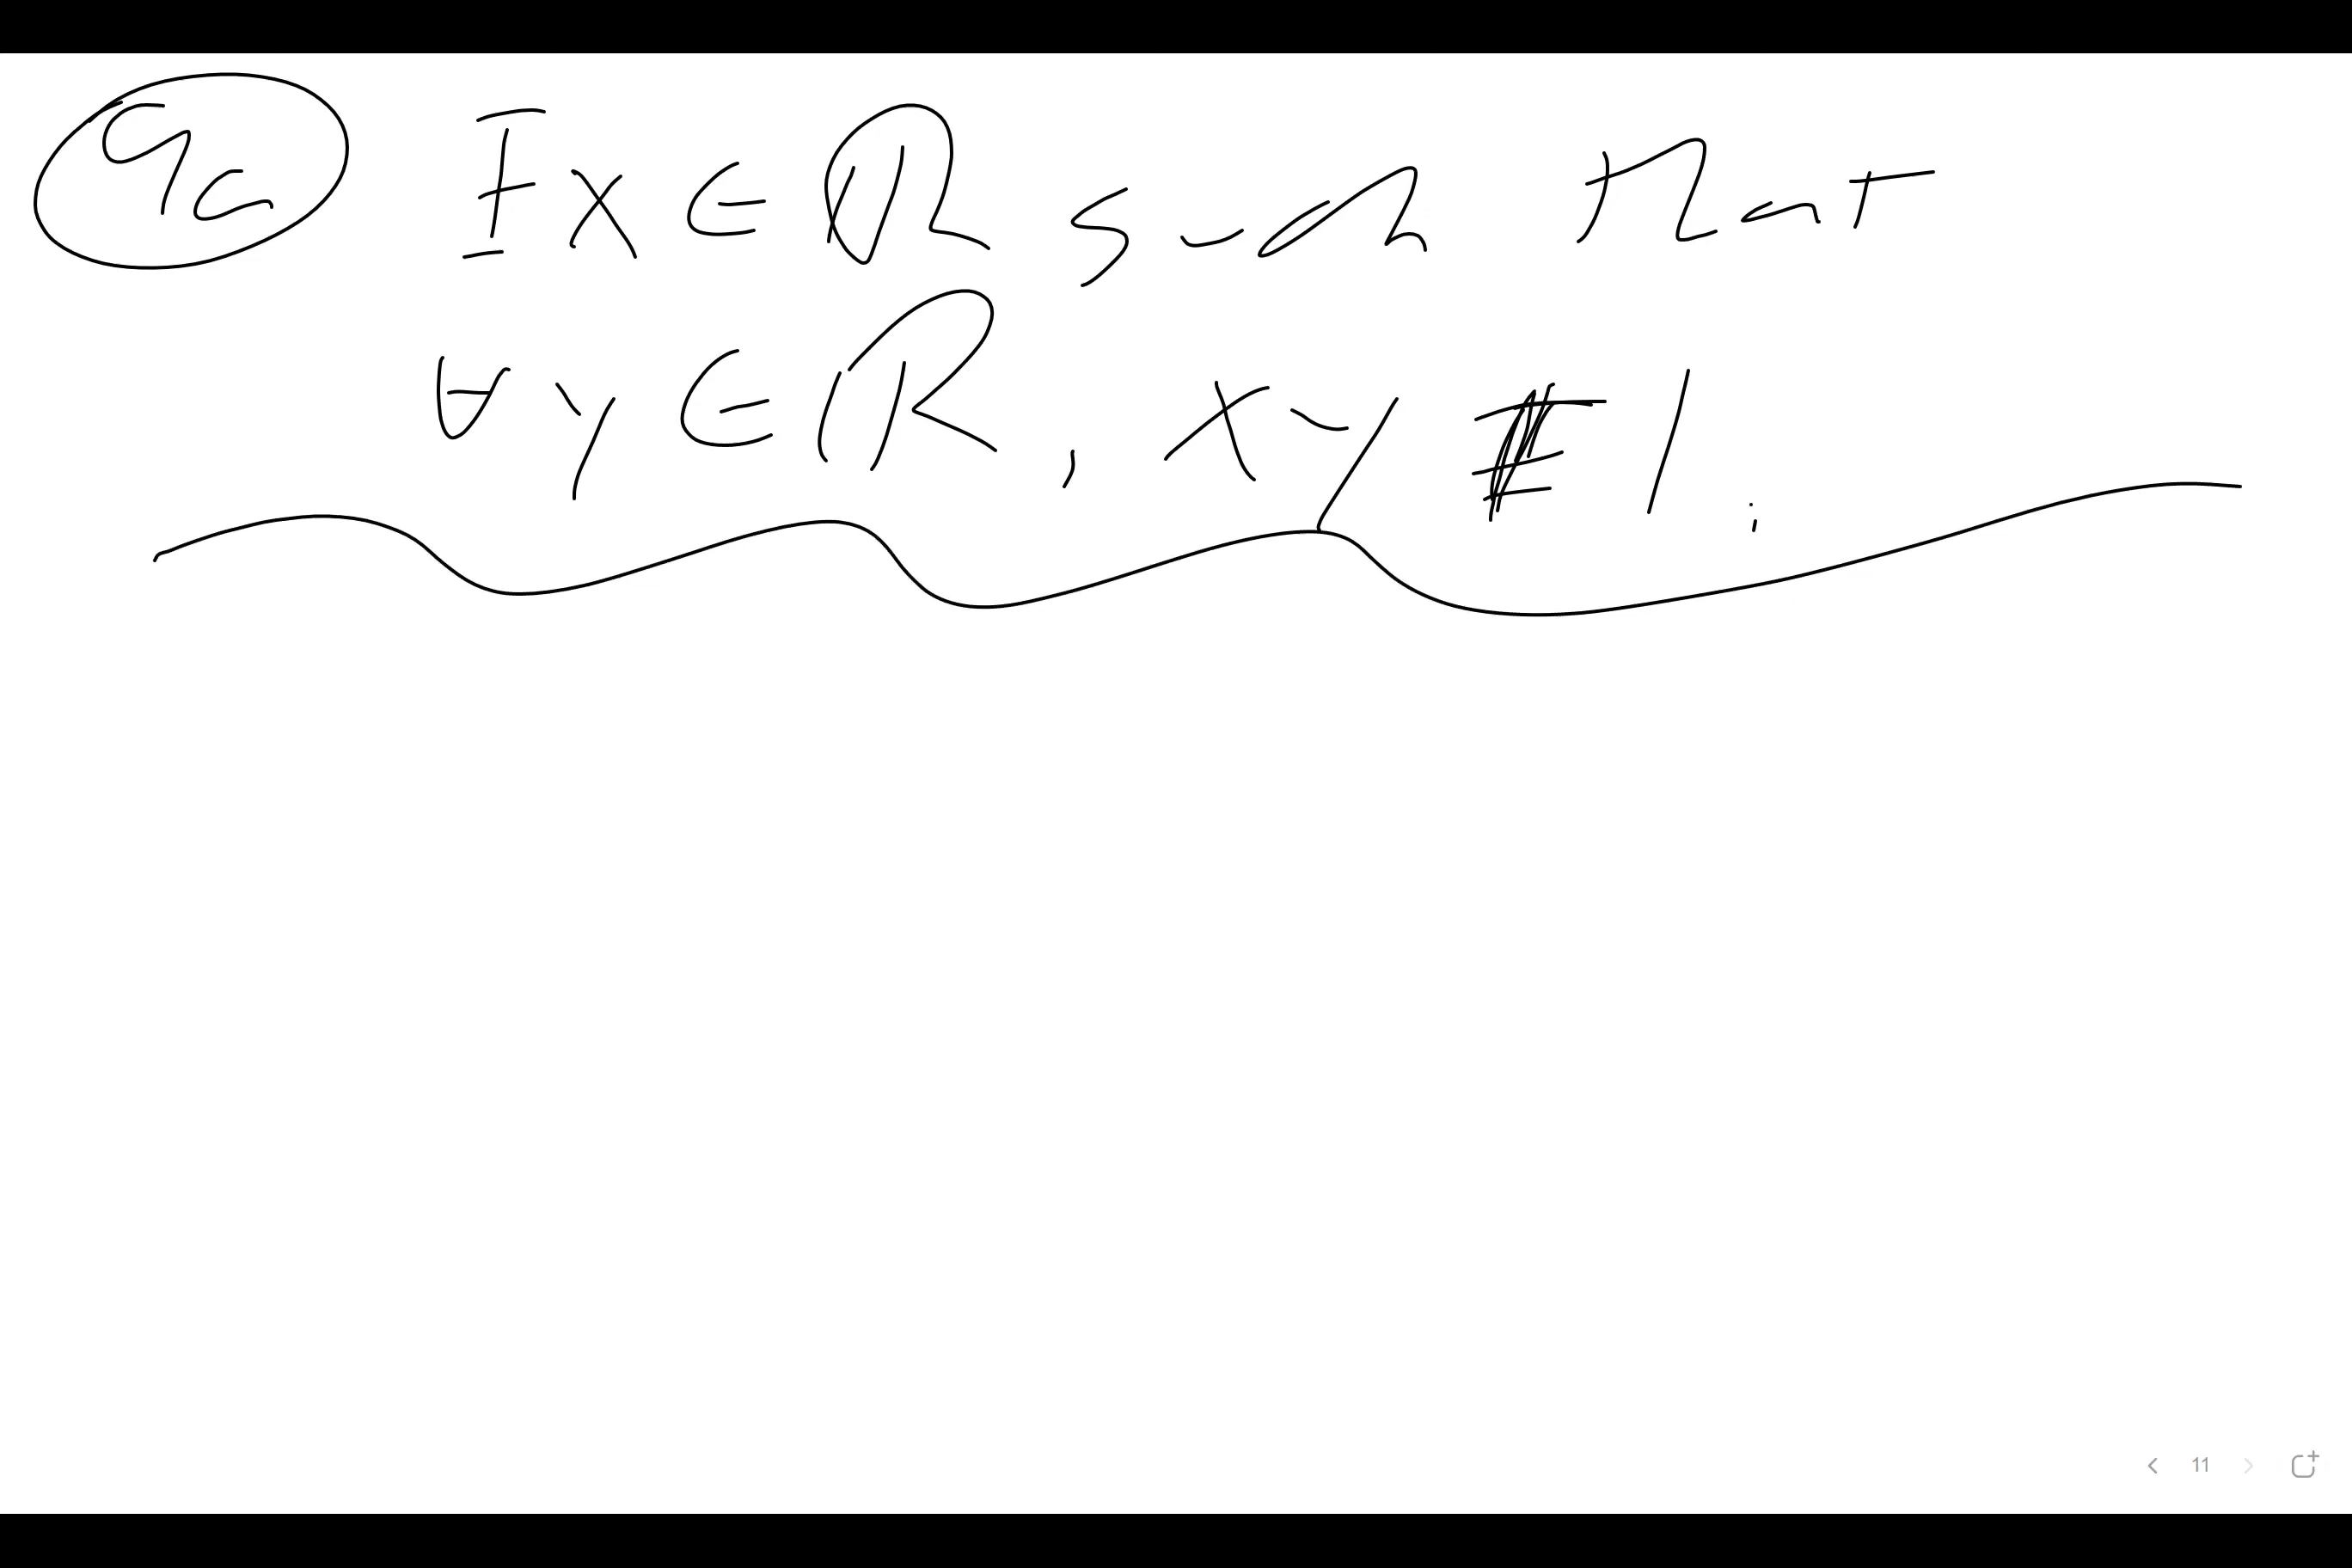 9a ∃x ∈ ℝ such that
∀y ∈ ℝ, xy ≠ 1.
11